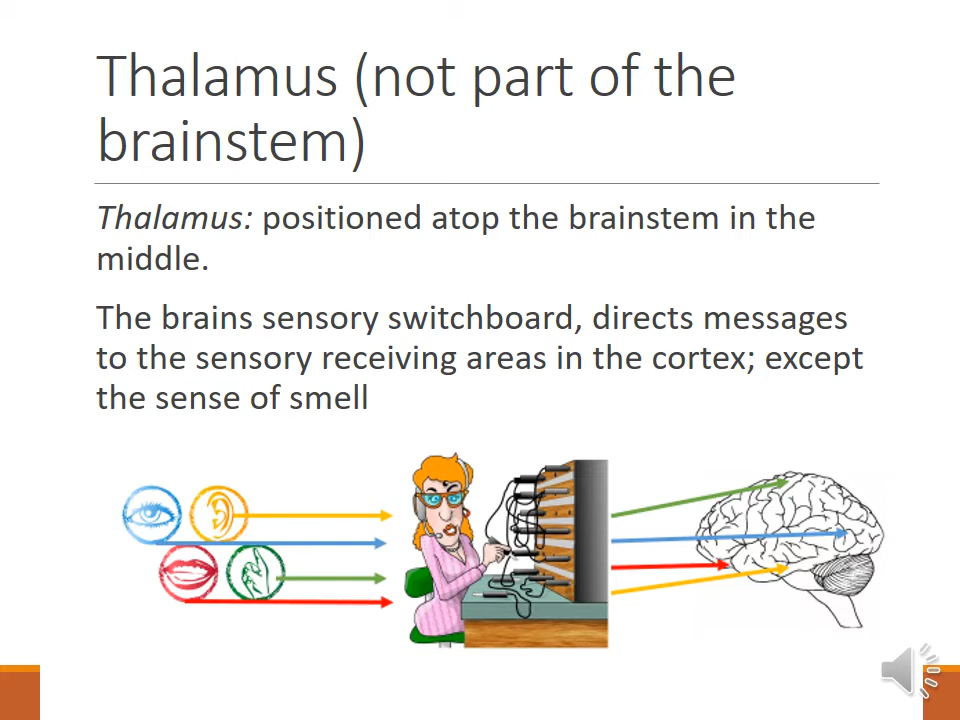 Thalamus (not part of the
brainstem)
Thalamus: positioned atop the brainstem in the
middle.
The brains sensory switchboard, directs messages
to the sensory receiving areas in the cortex; except
the sense of smell